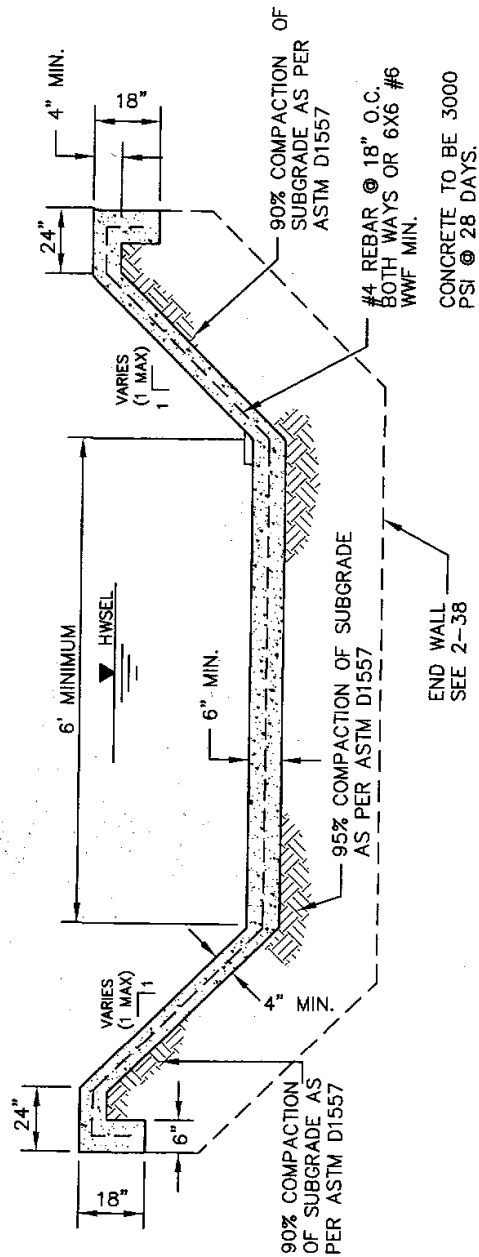 24"
18"
6"
90% COMPACTION
OF SUBGRADE AS
PER ASTM D1557
VARIES
(1 MAX)
1
4" MIN.
6' MINIMUM
HWSEL
6" MIN.
95% COMPACTION OF SUBGRADE
AS PER ASTM D1557
END WALL
SEE 2-38
VARIES
(1 MAX)
1
24"
4" MIN.
18"
90% COMPACTION OF
SUBGRADE AS PER
ASTM D1557
#4 REBAR @ 18" O.C.
BOTH WAYS OR 6X6 #6
WWF MIN.
CONCRETE TO BE 3000
PSI @ 28 DAYS.